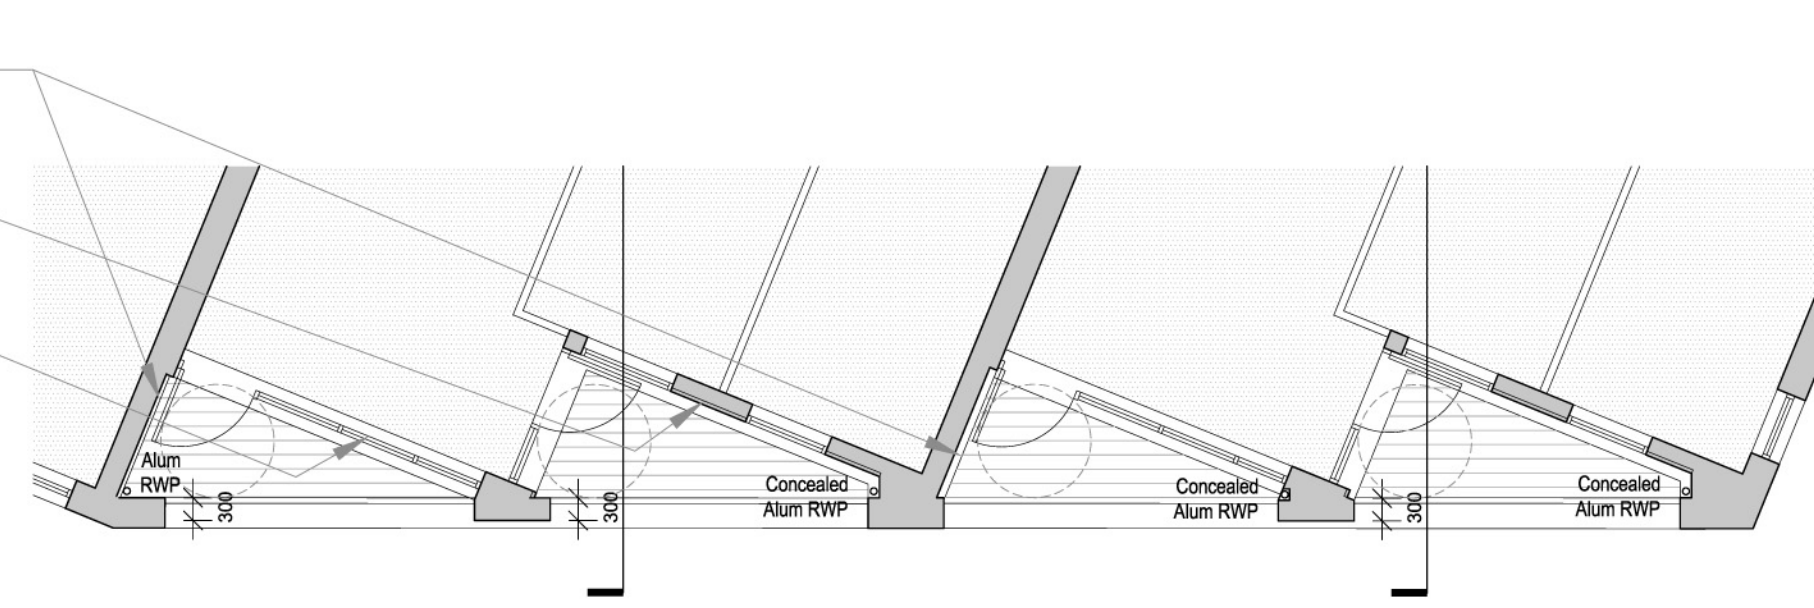 Alum
RWP
300
300
Concealed
Alum RWP
Concealed
Alum RWP
300
Concealed
Alum RWP